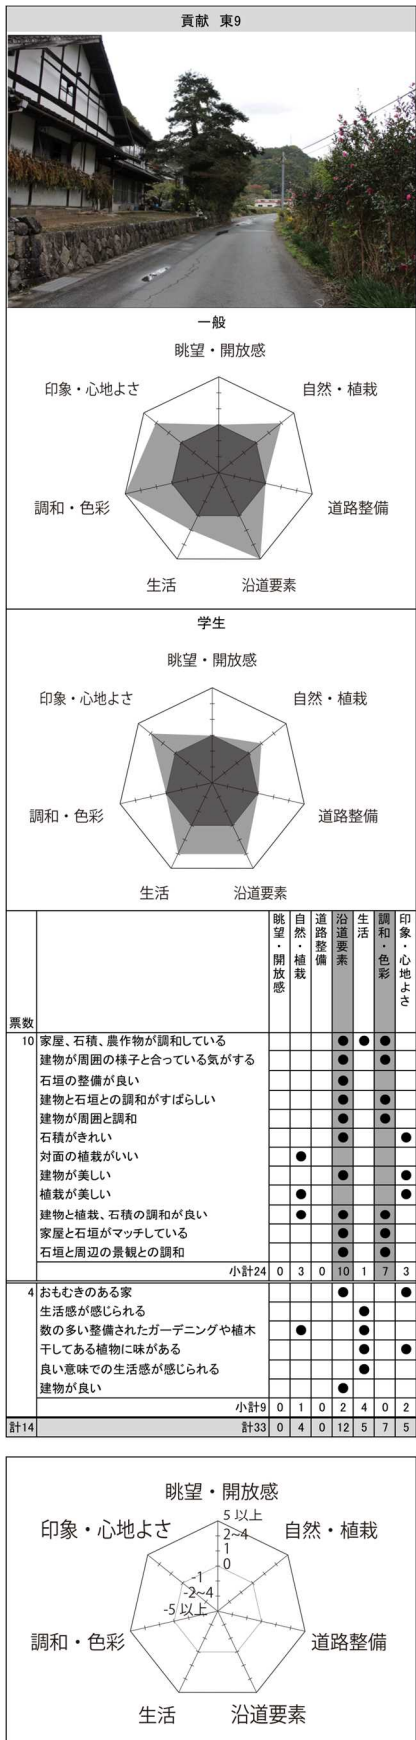 貢献 東9
一般
眺望・開放感
印象・心地よさ
自然・植栽
調和・色彩
道路整備
生活
沿道要素
学生
眺望・開放感
印象・心地よさ
自然・植栽
調和・色彩
道路整備
生活
沿道要素
票数 眺望・開放感 自然・植栽 道路整備 沿道要素 生活 調和・色彩 印象・心地よさ
10 家屋、石積、農作物が調和している ● ● ●
建物が周囲の様子と合っている気がする ● ●
石垣の整備が良い ●
建物と石垣との調和がすばらしい ● ●
建物が周囲と調和 ● ●
石積がきれい ● ●
対面の植栽がいい ●
建物が美しい ● ●
植栽が美しい ● ●
建物と植栽、石積の調和が良い ● ● ●
家屋と石垣がマッチしている ● ●
石垣と周辺の景観との調和 ● ●
小計24 0 3 0 10 1 7 3
4 おもむきのある家 ● ●
生活感が感じられる ●
数の多い整備されたガーデニングや植木 ● ●
干してある植物に味がある ● ●
良い意味での生活感が感じられる ●
建物が良い ●
小計9 0 1 0 2 4 0 2
計14 計33 0 4 0 12 5 7 5
眺望・開放感
5 以上
印象・心地よさ
2~4
自然・植栽
1
0
-1
-2~4
-5 以上
調和・色彩
道路整備
生活
沿道要素